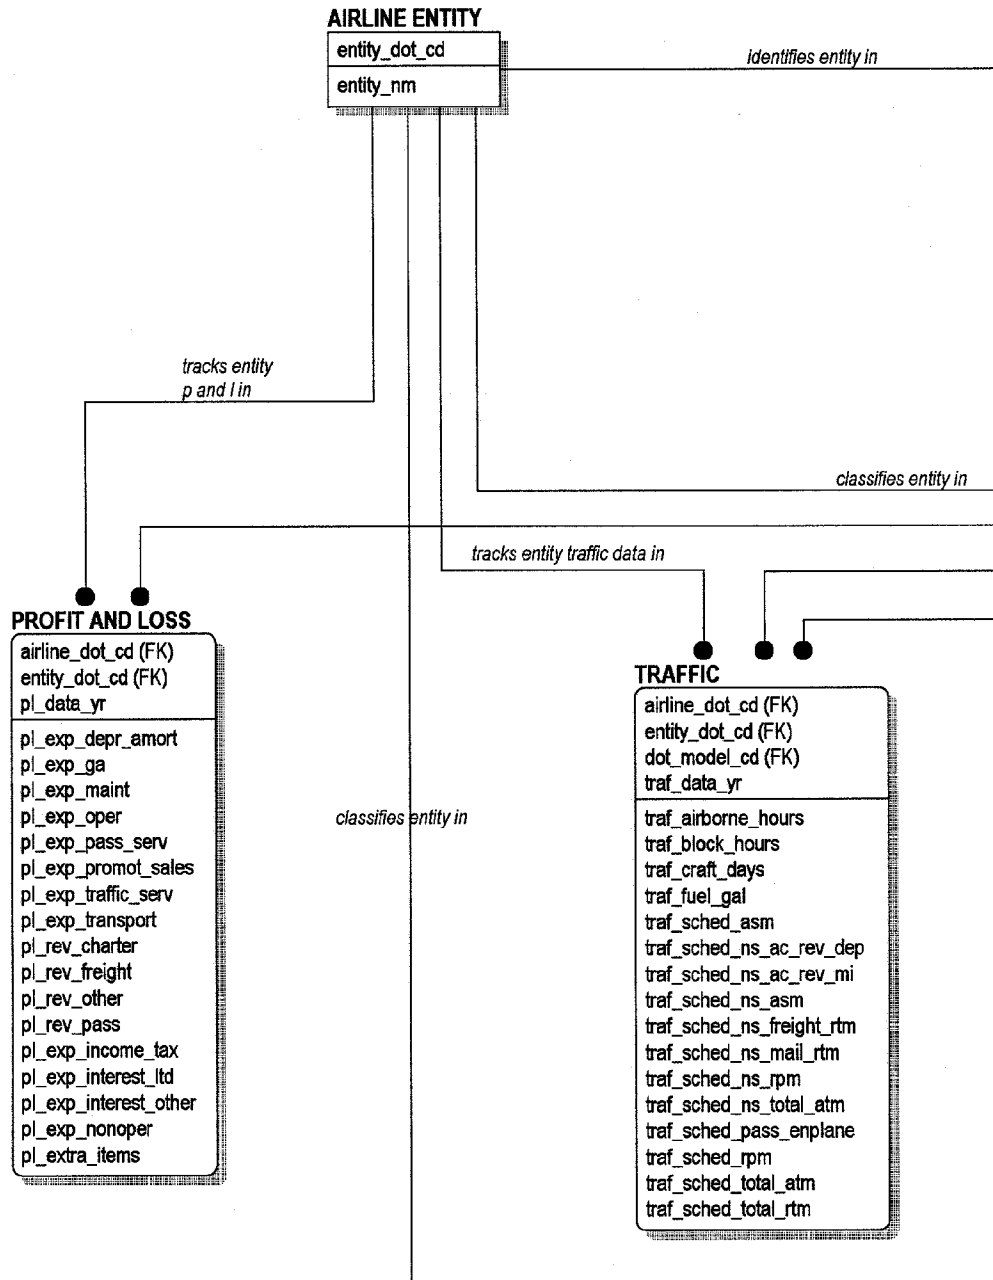 AIRLINE ENTITY
entity_dot_cd
entity_nm
identifies entity in
tracks entity
p and l in
classifies entity in
tracks entity traffic data in
PROFIT AND LOSS
airline_dot_cd (FK)
entity_dot_cd (FK)
pl_data_yr
pl_exp_depr_amort
pl_exp_ga
pl_exp_maint
pl_exp_oper
pl_exp_pass_serv
pl_exp_promot_sales
pl_exp_traffic_serv
pl_exp_transport
pl_rev_charter
pl_rev_freight
pl_rev_other
pl_rev_pass
pl_exp_income_tax
pl_exp_interest_ltd
pl_exp_interest_other
pl_exp_nonoper
pl_extra_items
classifies entity in
TRAFFIC
airline_dot_cd (FK)
entity_dot_cd (FK)
dot_model_cd (FK)
traf_data_yr
traf_airborne_hours
traf_block_hours
traf_craft_days
traf_fuel_gal
traf_sched_asm
traf_sched_ns_ac_rev_dep
traf_sched_ns_ac_rev_mi
traf_sched_ns_asm
traf_sched_ns_freight_rtm
traf_sched_ns_mail_rtm
traf_sched_ns_rpm
traf_sched_ns_total_atm
traf_sched_pass_enplane
traf_sched_rpm
traf_sched_total_atm
traf_sched_total_rtm